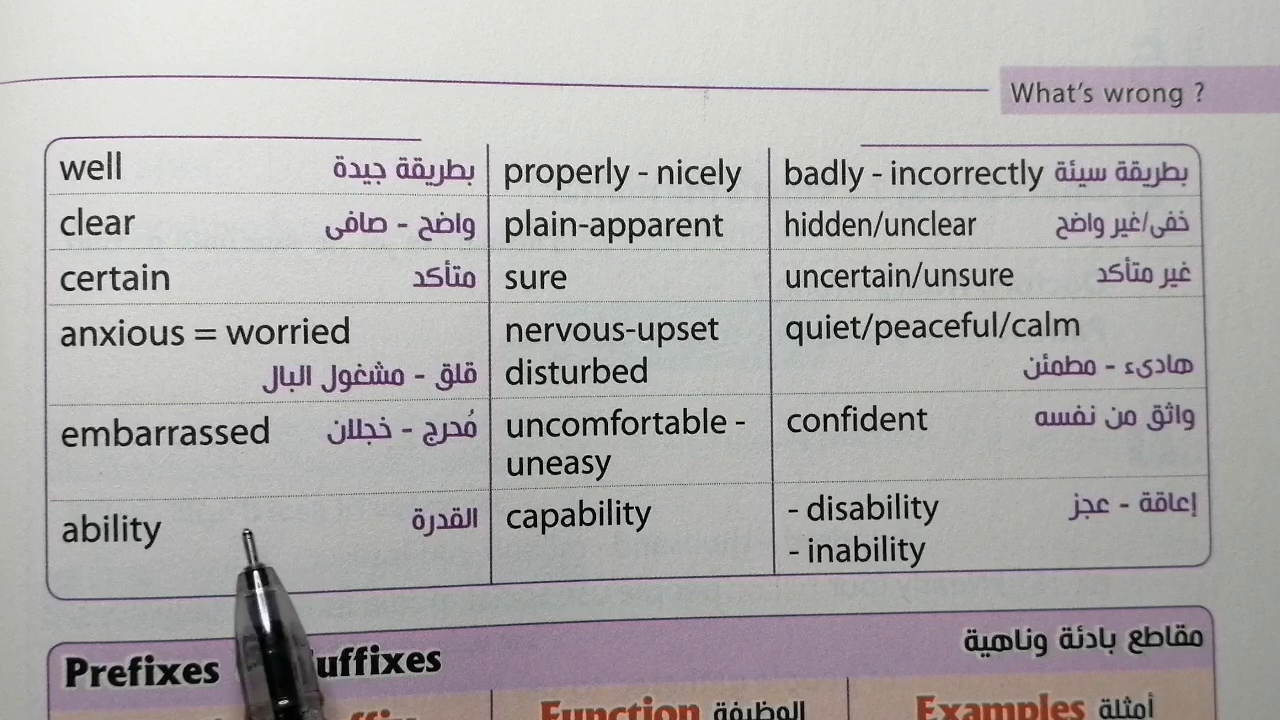 What's wrong ?
well بطريقة جيدة properly - nicely badly - incorrectly بطريقة سيئة
clear واضح - صافى plain-apparent hidden/unclear خفى/غير واضح
certain متأكد sure uncertain/unsure غير متأكد
anxious = worried nervous-upset quiet/peaceful/calm
قلق - مشغول البال disturbed هادىء - مطمئن
embarrassed مُحرج - خجلان uncomfortable - confident واثق من نفسه
uneasy
ability القدرة capability - disability إعاقة - عجز
- inability
Prefixes uffixes مقاطع بادئة وناهية
Function الوظيفة Examples أمثلة